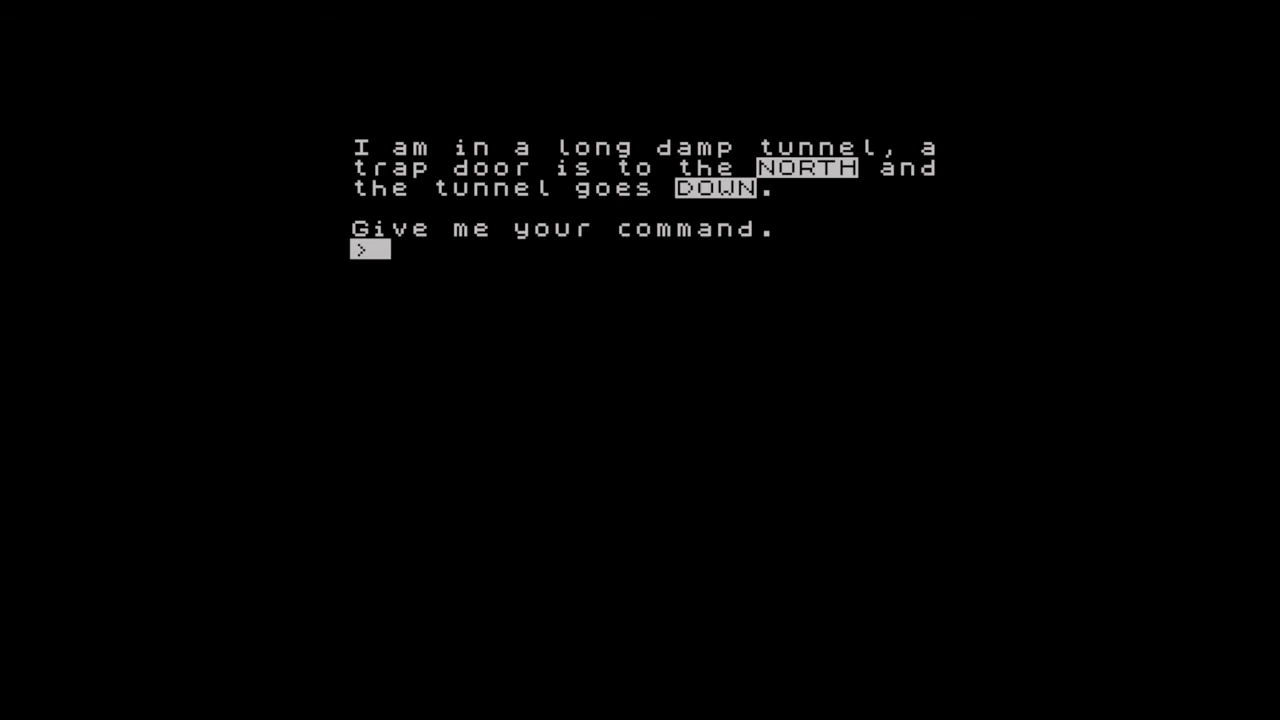 I am in a long damp tunnel, a
trap door is to the NORTH and
the tunnel goes DOWN.
Give me your command.
>